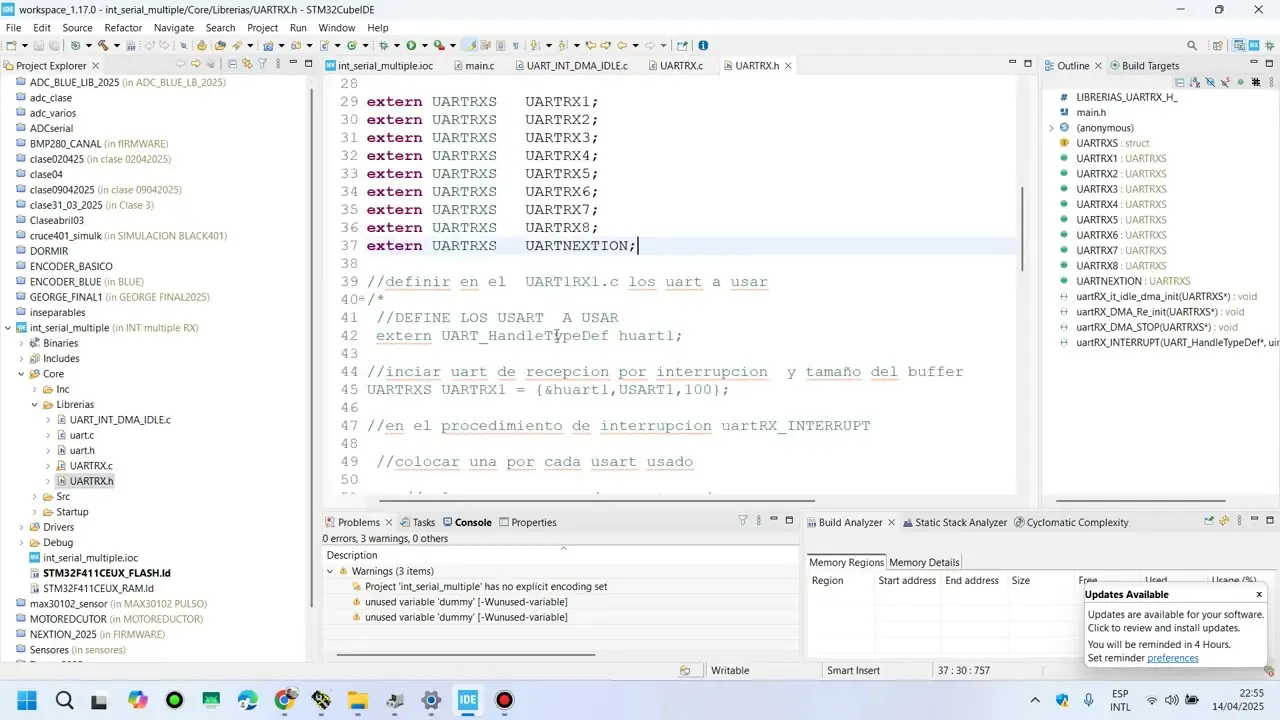 workspace_1.17.0 - int_serial_multiple/Core/Librerias/UARTRX.h - STM32CubeIDE
File Edit Source Refactor Navigate Search Project Run Window Help
Project Explorer
ADC_BLUE_LIB_2025 (in ADC_BLUE_LIB_2025)
adc_clase
adc_varios
ADCserial
BMP280_CANAL (in fIRMWARE)
clase020425 (in clase 02042025)
clase04
clase09042025 (in clase 09042025)
clase31_03_2025 (in Clase 3)
Claseabril03
cruce401_simulk (in SIMULACION BLACK401)
DORMIR
ENCODER_BASICO
ENCODER_BLUE (in BLUE)
GEORGE_FINAL1 (in GEORGE FINAL2025)
inseparables
int_serial_multiple (in INT multiple RX)
Binaries
Includes
Core
Inc
Librerias
UART_INT_DMA_IDLE.c
uart.c
uart.h
UARTRX.c
UARTRX.h
Src
Startup
Drivers
Debug
int_serial_multiple.ioc
STM32F411CEUX_FLASH.ld
STM32F411CEUX_RAM.ld
max30102_sensor (in MAX30102 PULSO)
MOTOREDCUTOR (in MOTOREDUCTOR)
NEXTION_2025 (in FIRMWARE)
Sensores (in sensores)
int_serial_multiple.ioc main.c UART_INT_DMA_IDLE.c UARTRX.c UARTRX.h
28
29 extern UARTRXS UARTRX1;
30 extern UARTRXS UARTRX2;
31 extern UARTRXS UARTRX3;
32 extern UARTRXS UARTRX4;
33 extern UARTRXS UARTRX5;
34 extern UARTRXS UARTRX6;
35 extern UARTRXS UARTRX7;
36 extern UARTRXS UARTRX8;
37 extern UARTRXS UARTNEXTION;
38
39 //definir en el UART1RX1.c los uart a usar
40 /*
41 //DEFINE LOS USART A USAR
42 extern UART_HandleTypeDef huart1;
43
44 //inciar uart de recepcion por interrupcion y tamaño del buffer
45 UARTRXS UARTRX1 = {&huart1,USART1,100};
46
47 //en el procedimiento de interrupcion uartRX_INTERRUPT
48
49 //colocar una por cada usart usado
50
Outline Build Targets
LIBRERIAS_UARTRX_H_
main.h
(anonymous)
UARTRXS : struct
UARTRX1 : UARTRXS
UARTRX2 : UARTRXS
UARTRX3 : UARTRXS
UARTRX4 : UARTRXS
UARTRX5 : UARTRXS
UARTRX6 : UARTRXS
UARTRX7 : UARTRXS
UARTRX8 : UARTRXS
UARTNEXTION : UARTRXS
uartRX_it_idle_dma_init(UARTRXS*) : void
uartRX_DMA_Re_init(UARTRXS*) : void
uartRX_DMA_STOP(UARTRXS*) : void
uartRX_INTERRUPT(UART_HandleTypeDef*, uin
Problems Tasks Console Properties
0 errors, 3 warnings, 0 others
Description
Warnings (3 items)
Project 'int_serial_multiple' has no explicit encoding set
unused variable 'dummy' [-Wunused-variable]
unused variable 'dummy' [-Wunused-variable]
Build Analyzer Static Stack Analyzer Cyclomatic Complexity
Memory Regions Memory Details
Region Start address End address Size Free Used Usage (%)
Updates Available
Updates are available for your software.
Click to review and install updates.
You will be reminded in 4 Hours.
Set reminder preferences
Writable Smart Insert 37 : 30 : 757
IDE
ESP
INTL
22:55
14/04/2025